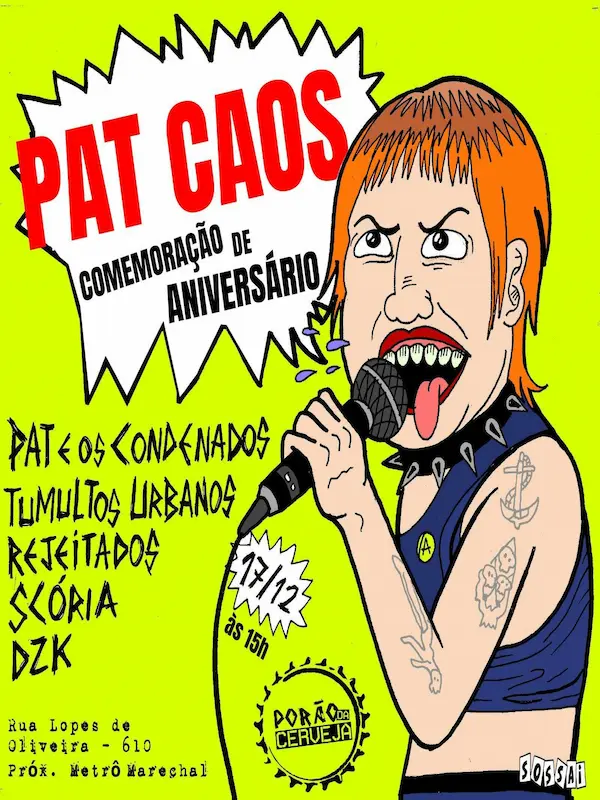 PAT CAOS
COMEMORAÇÃO DE
ANIVERSÁRIO
PAT E OS CONDENADOS
TUMULTOS URBANOS
REJEITADOS
SCÓRIA
DZK
17/12
às 15h
PORÃO DA
CERVEJA
Rua Lopes de
Oliveira - 610
Próx. Metrô Marechal
A
SOSSAI